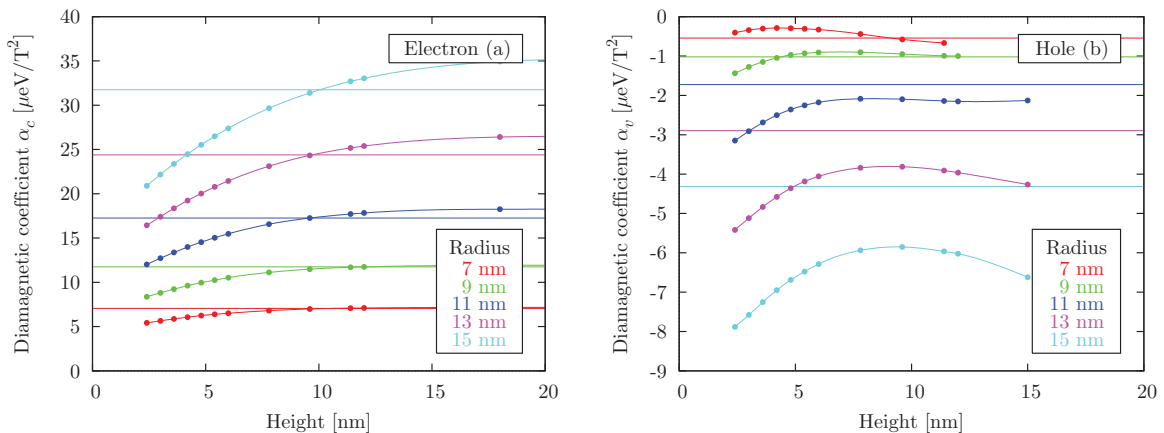 Diamagnetic coefficient α_c [μeV/T²]
40
35
30
25
20
15
10
5
0
Electron (a)
Radius
7 nm
9 nm
11 nm
13 nm
15 nm
0 5 10 15 20
Height [nm]
Diamagnetic coefficient α_v [μeV/T²]
0
-1
-2
-3
-4
-5
-6
-7
-8
-9
Hole (b)
Radius
7 nm
9 nm
11 nm
13 nm
15 nm
0 5 10 15 20
Height [nm]